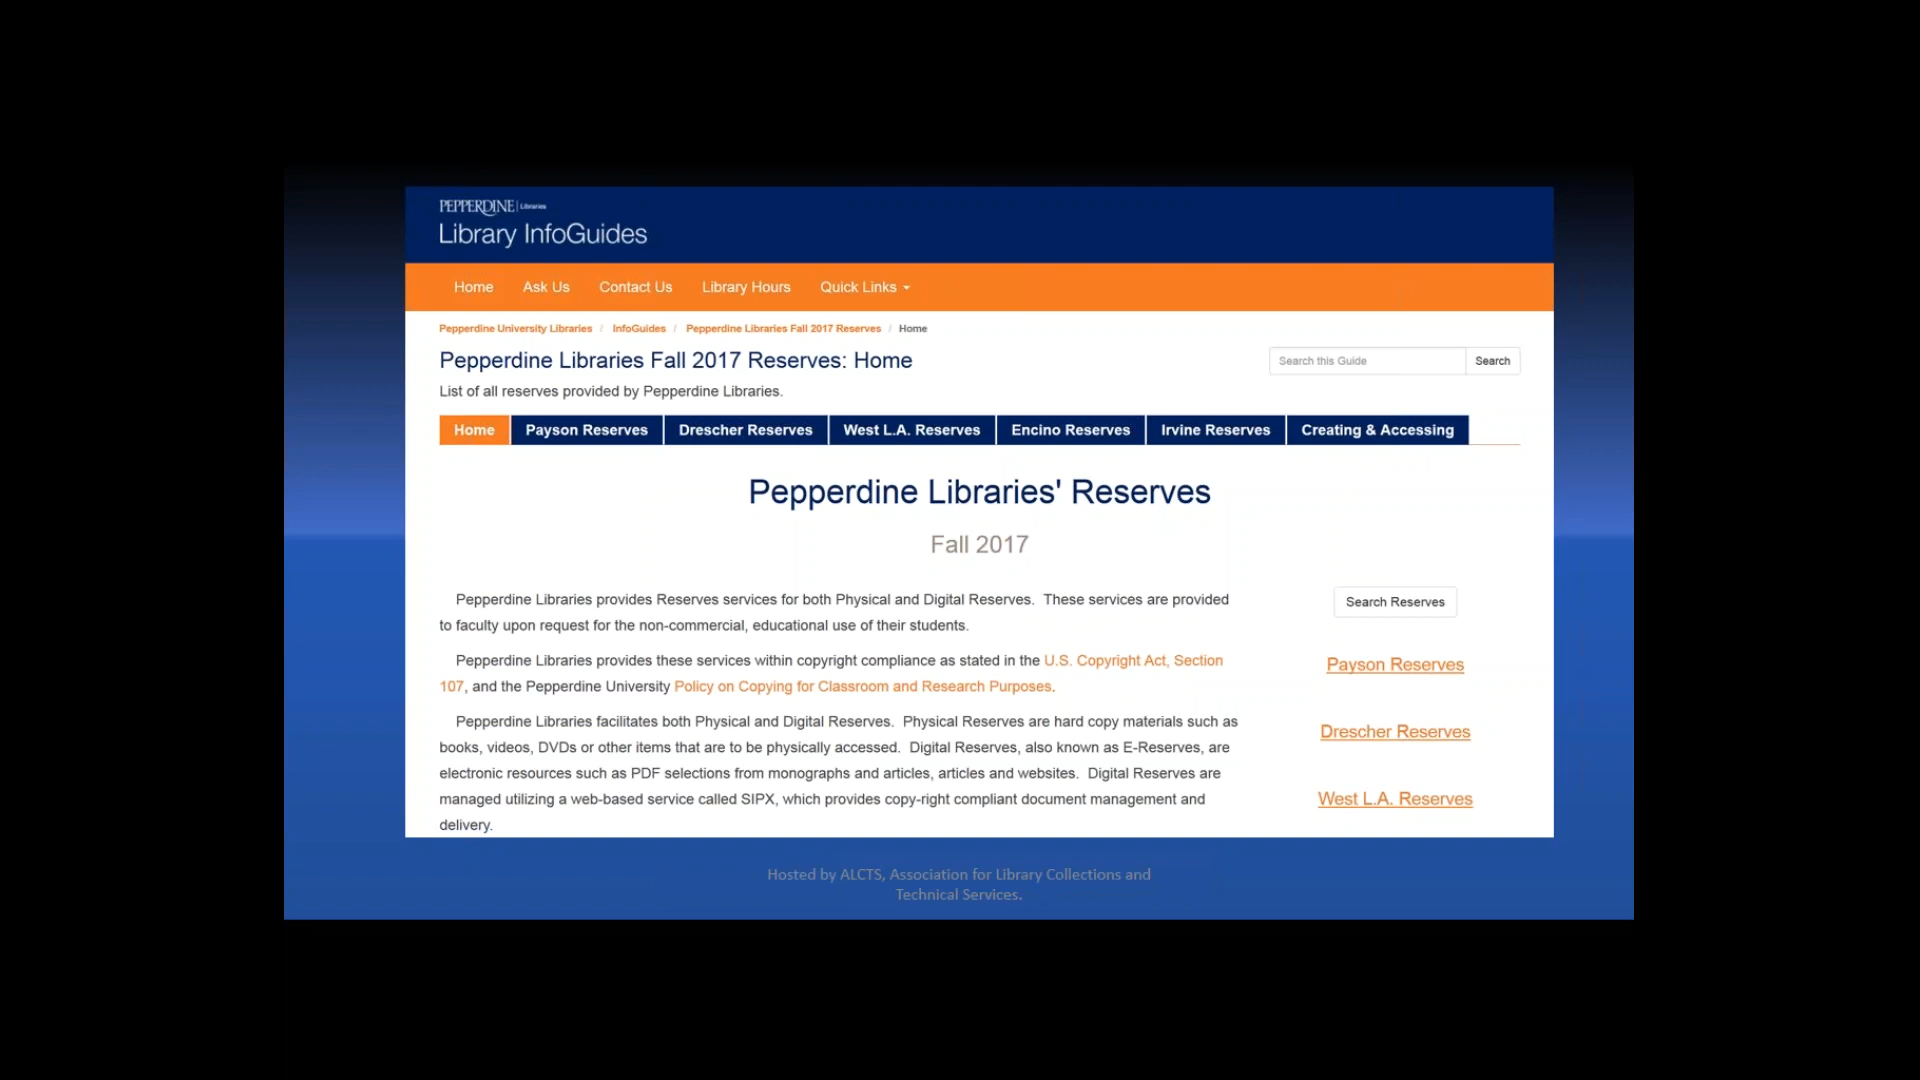 PEPPERDINE | Libraries
Library InfoGuides
Home Ask Us Contact Us Library Hours Quick Links
Pepperdine University Libraries / InfoGuides / Pepperdine Libraries Fall 2017 Reserves / Home
Pepperdine Libraries Fall 2017 Reserves: Home
Search this Guide Search
List of all reserves provided by Pepperdine Libraries.
Home Payson Reserves Drescher Reserves West L.A. Reserves Encino Reserves Irvine Reserves Creating & Accessing
Pepperdine Libraries' Reserves
Fall 2017
Pepperdine Libraries provides Reserves services for both Physical and Digital Reserves. These services are provided
to faculty upon request for the non-commercial, educational use of their students.
Pepperdine Libraries provides these services within copyright compliance as stated in the U.S. Copyright Act, Section
107, and the Pepperdine University Policy on Copying for Classroom and Research Purposes.
Pepperdine Libraries facilitates both Physical and Digital Reserves. Physical Reserves are hard copy materials such as
books, videos, DVDs or other items that are to be physically accessed. Digital Reserves, also known as E-Reserves, are
electronic resources such as PDF selections from monographs and articles, articles and websites. Digital Reserves are
managed utilizing a web-based service called SIPX, which provides copy-right compliant document management and
delivery.
Search Reserves
Payson Reserves
Drescher Reserves
West L.A. Reserves
Hosted by ALCTS, Association for Library Collections and
Technical Services.